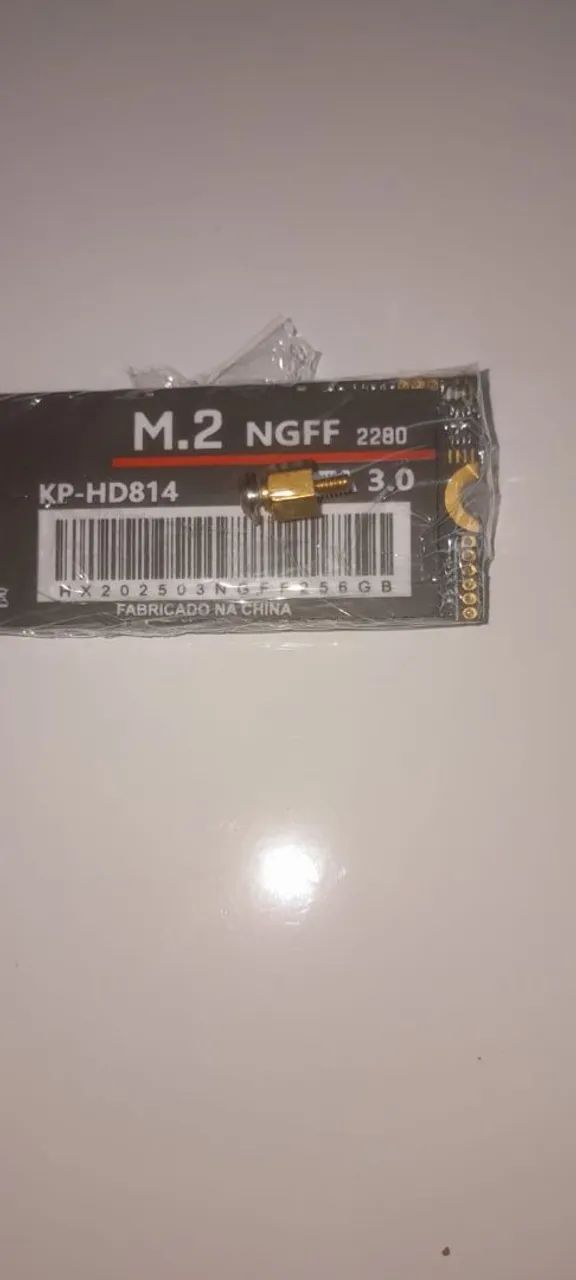 M.2 NGFF 2280
3.0
KP-HD814
HX202503NGFF256GB
FABRICADO NA CHINA